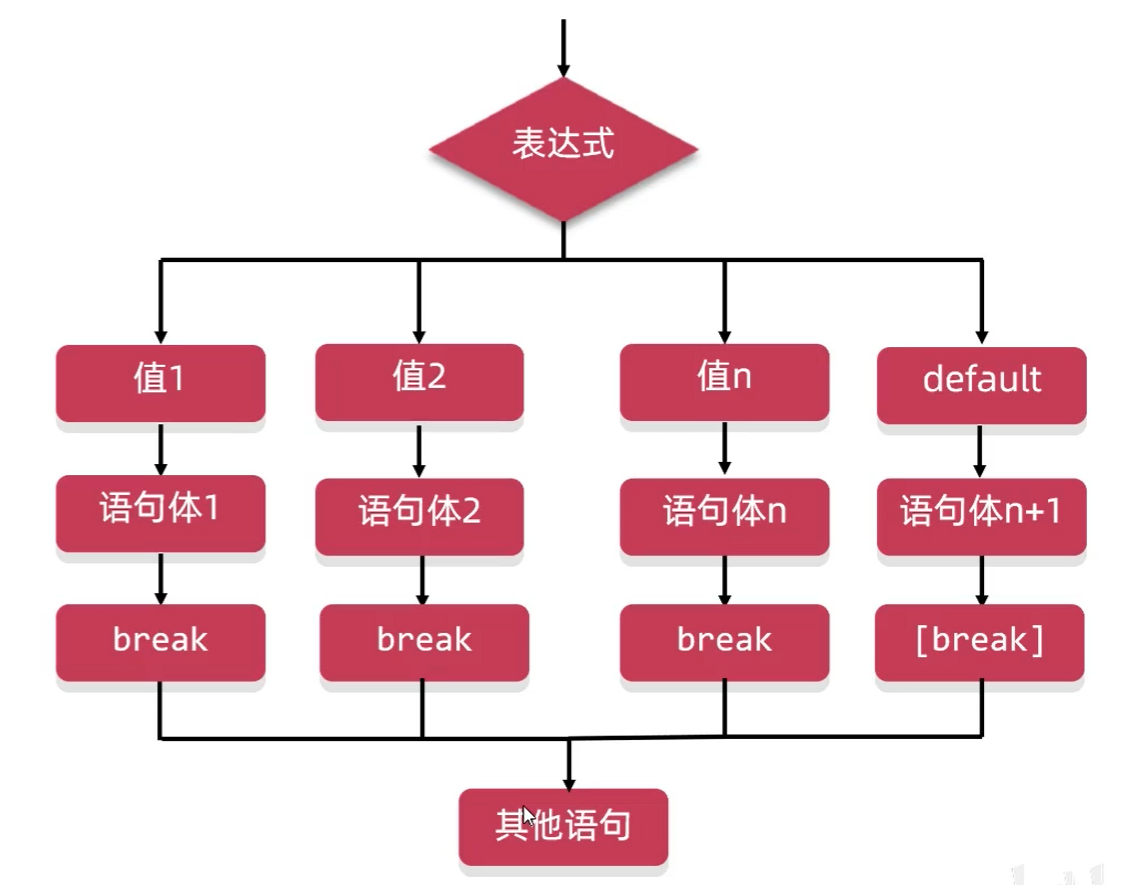 表达式
值1
值2
值n
default
语句体1
语句体2
语句体n
语句体n+1
break
break
break
[break]
其他语句